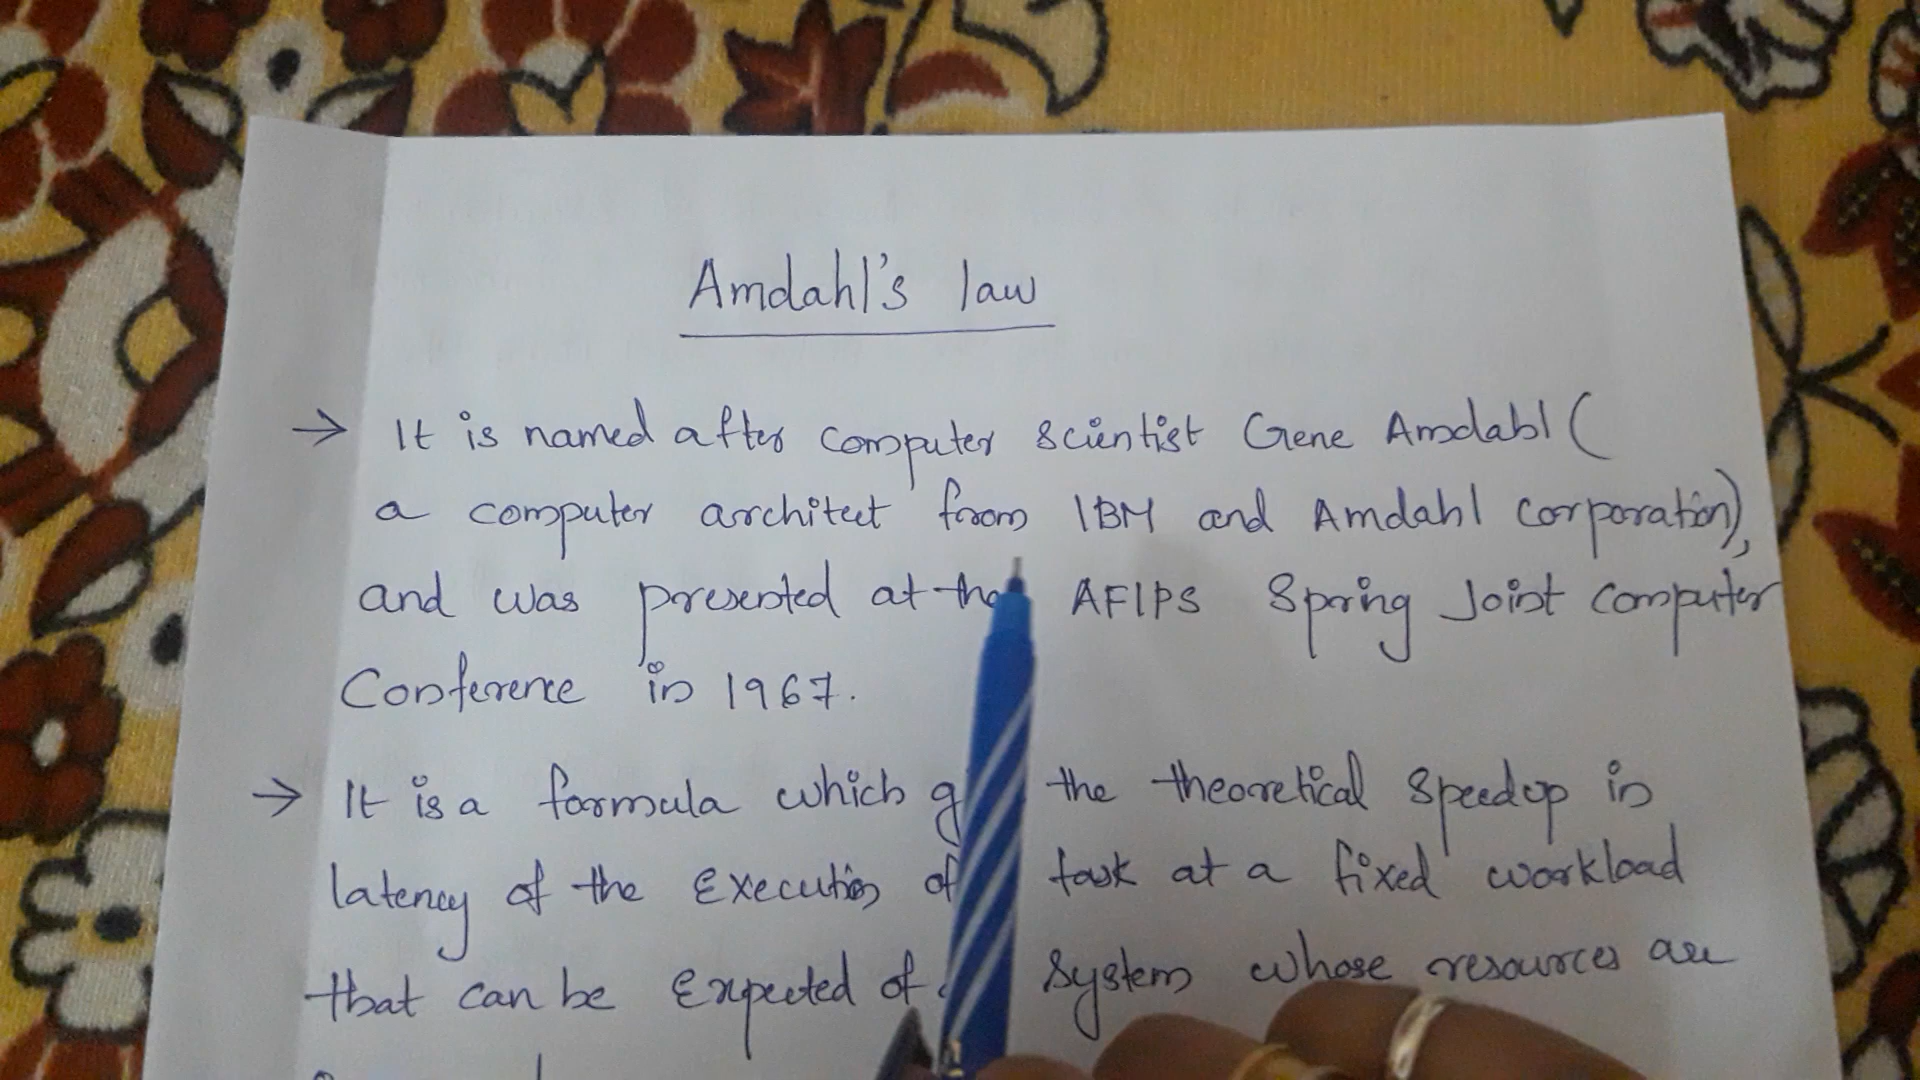 Amdahl's law
→ It is named after computer scientist Gene Amdahl (
a computer architect from IBM and Amdahl corporation),
and was presented at the AFIPS Spring Joint Computer
Conference in 1967.
→ It is a formula which the theoretical speedup in
latency of the execution of task at a fixed workload
that can be expected of system whose resources are